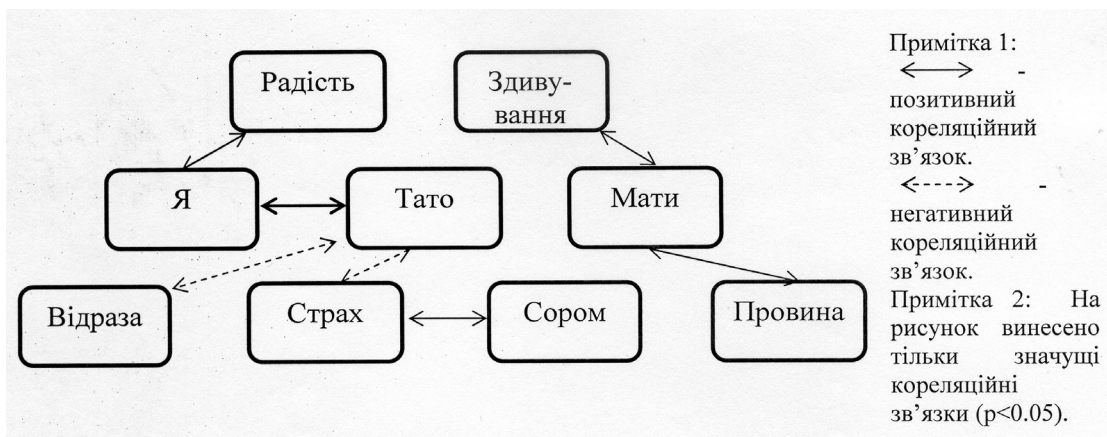 Радість
Здиву-
вання
Я
Тато
Мати
Відраза
Страх
Сором
Провина
Примітка 1:
-
позитивний
кореляційний
зв’язок.
-
негативний
кореляційний
зв’язок.
Примітка 2: На
рисунок винесено
тільки значущі
кореляційні
зв’язки (p<0.05).